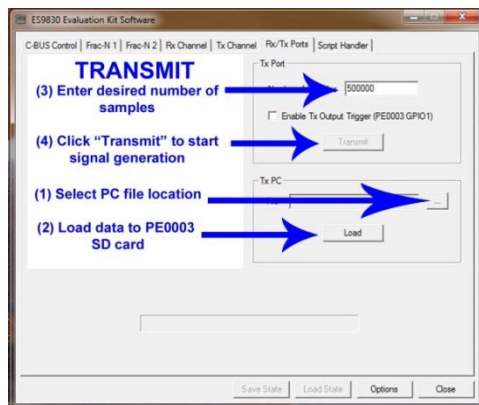 ES9830 Evaluation Kit Software
C-BUS Control | Frac-N 1 | Frac-N 2 | Rx Channel | Tx Channel | Rx/Tx Ports | Script Handler
TRANSMIT
(3) Enter desired number of
samples
(4) Click “Transmit” to start
signal generation
(1) Select PC file location
(2) Load data to PE0003
SD card
Tx Port
500000
Enable Tx Output Trigger (PE0003 GPIO1)
Transmit
Tx PC
...
Load
Save State
Load State
Options
Close